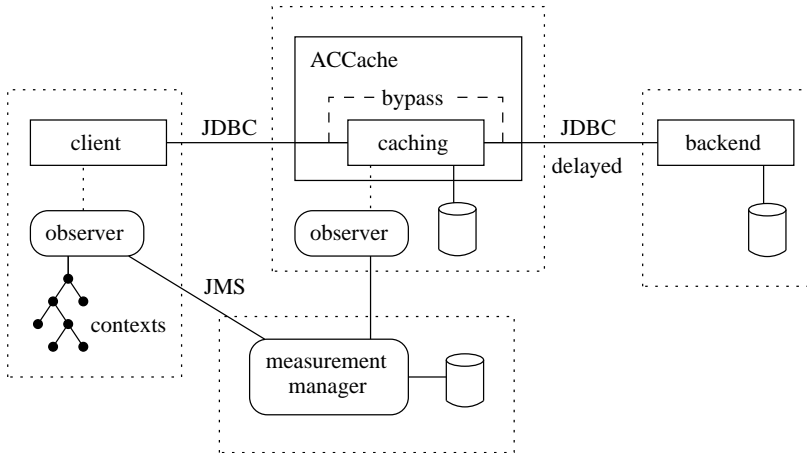 ACCache
bypass
client
JDBC
caching
JDBC
backend
delayed
observer
observer
JMS
contexts
measurement
manager